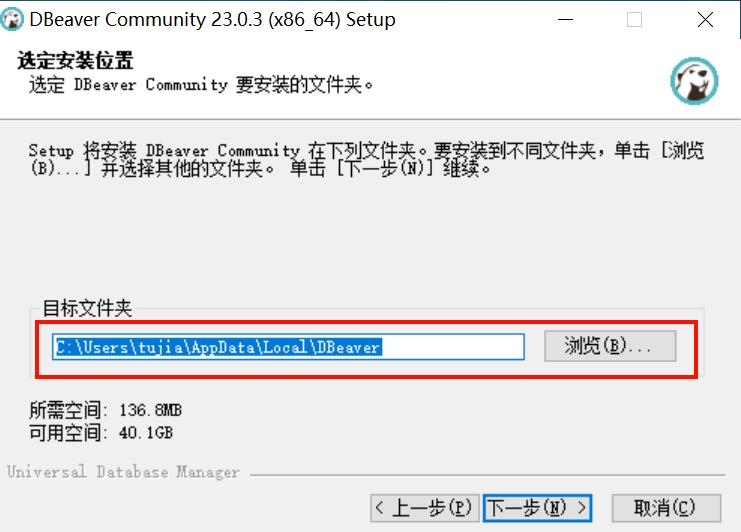 DBeaver Community 23.0.3 (x86_64) Setup
选定安装位置
选定 DBeaver Community 要安装的文件夹。
Setup 将安装 DBeaver Community 在下列文件夹。要安装到不同文件夹，单击 [浏览
(B)...] 并选择其他的文件夹。 单击 [下一步(N)] 继续。
目标文件夹
C:\Users\tujia\AppData\Local\DBeaver
浏览(B)...
所需空间: 136.8MB
可用空间: 40.1GB
Universal Database Manager
< 上一步(P) 下一步(N) > 取消(C)